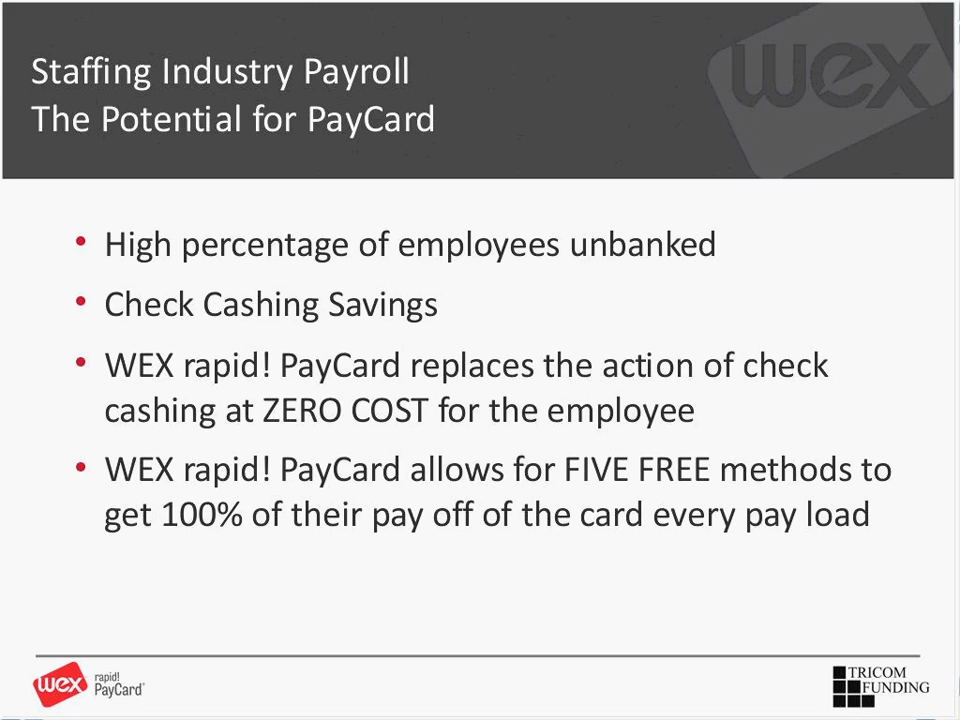 wex
Staffing Industry Payroll
The Potential for PayCard
• High percentage of employees unbanked
• Check Cashing Savings
• WEX rapid! PayCard replaces the action of check
cashing at ZERO COST for the employee
• WEX rapid! PayCard allows for FIVE FREE methods to
get 100% of their pay off of the card every pay load
wex rapid!
PayCard®
TRICOM
FUNDING